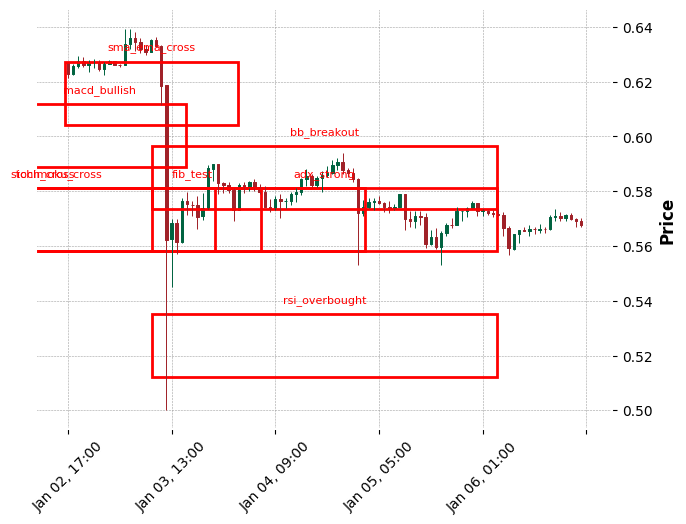 0.64
sma_ema_cross
0.62
macd_bullish
0.60
bb_breakout
fib_test
adx_strong
0.58
Price
0.56
0.54
rsi_overbought
0.52
0.50
Jan 02, 17:00
Jan 03, 13:00
Jan 04, 09:00
Jan 05, 05:00
Jan 06, 01:00